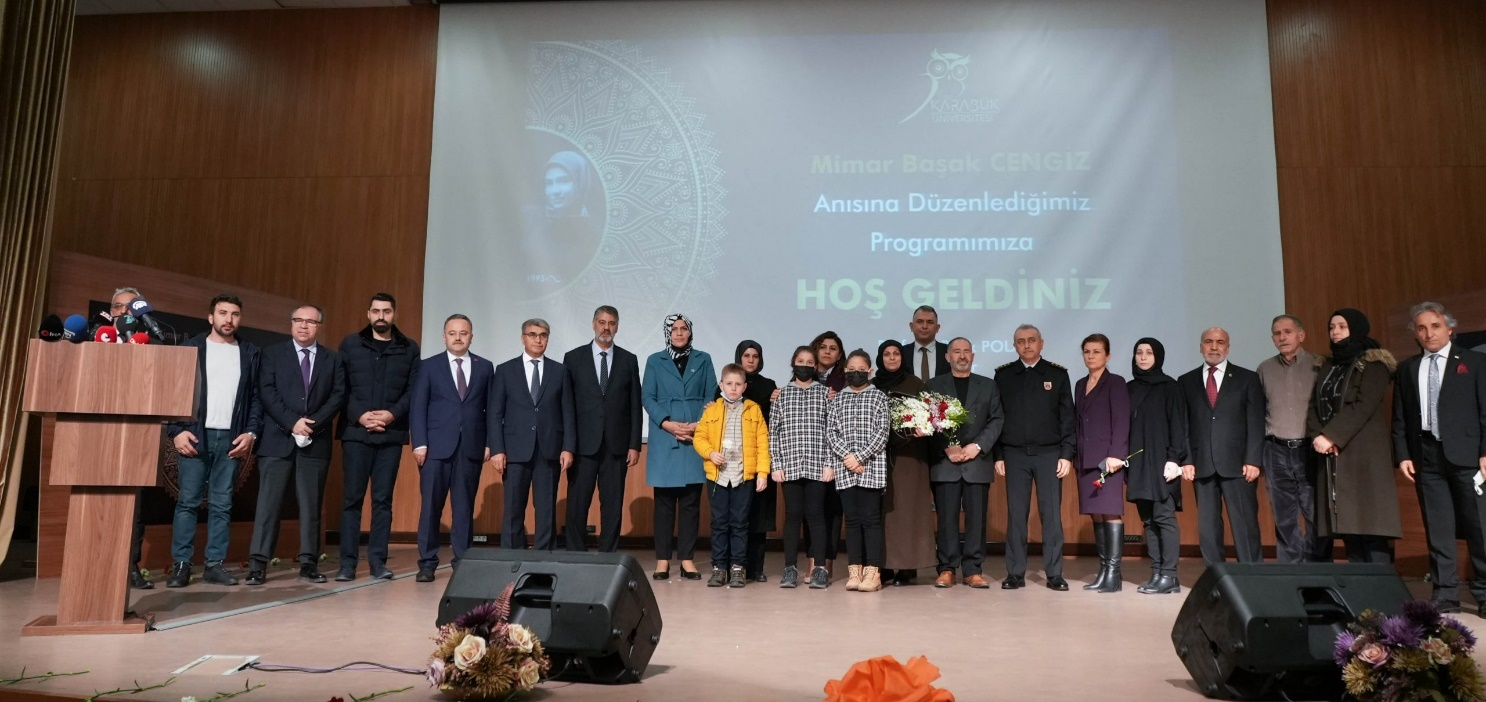 KARABÜK
ÜNİVERSİTESİ
Mimar Başak CENGİZ
Anısına Düzenlediğimiz
Programımıza
HOŞ GELDİNİZ